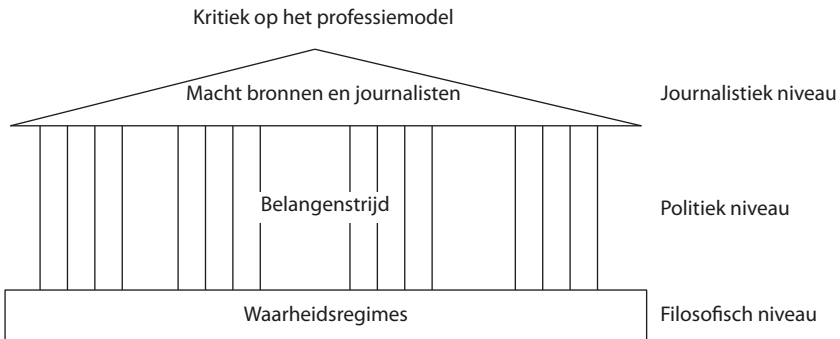 Kritiek op het professiemodel
Macht bronnen en journalisten
Journalistiek niveau
Belangenstrijd
Politiek niveau
Waarheidsregimes
Filosofisch niveau